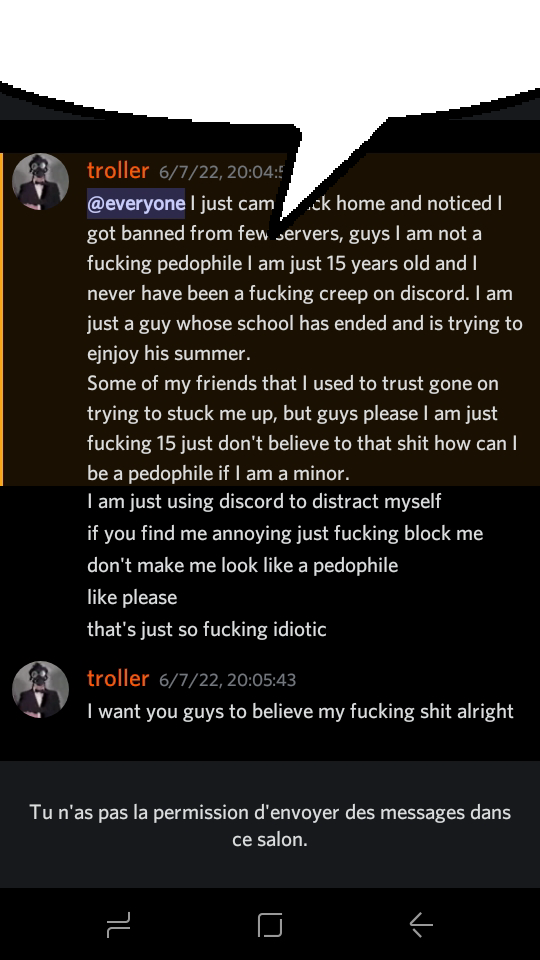 troller 6/7/22, 20:04:5
@everyone I just cam ck home and noticed I
got banned from few servers, guys I am not a
fucking pedophile I am just 15 years old and I
never have been a fucking creep on discord. I am
just a guy whose school has ended and is trying to
ejnjoy his summer.
Some of my friends that I used to trust gone on
trying to stuck me up, but guys please I am just
fucking 15 just don't believe to that shit how can I
be a pedophile if I am a minor.
I am just using discord to distract myself
if you find me annoying just fucking block me
don't make me look like a pedophile
like please
that's just so fucking idiotic
troller 6/7/22, 20:05:43
I want you guys to believe my fucking shit alright
Tu n'as pas la permission d'envoyer des messages dans
ce salon.